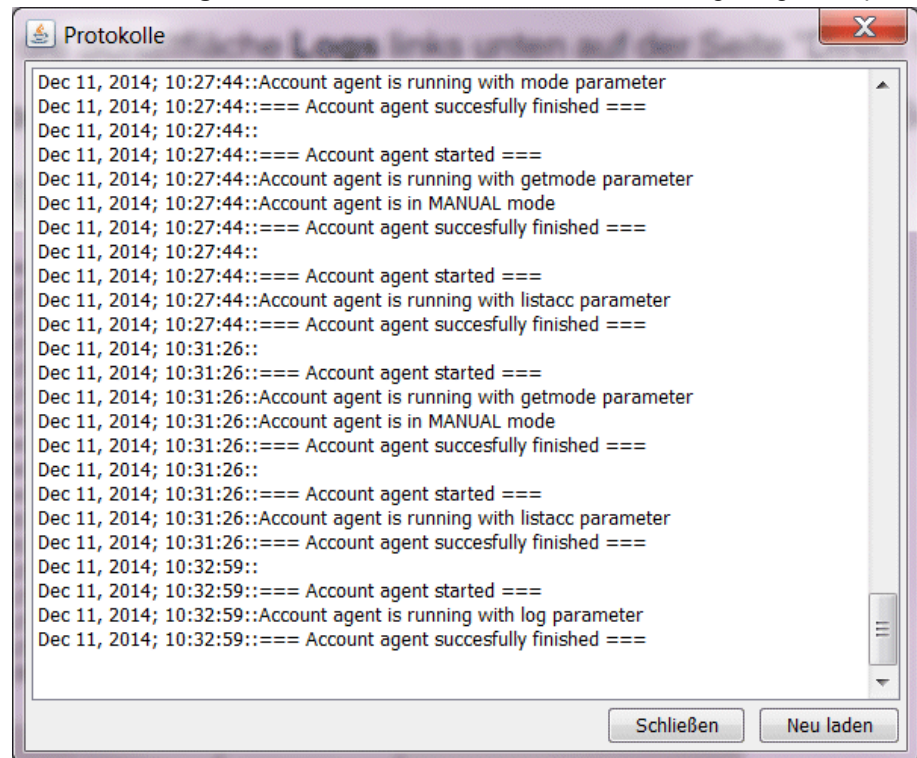 Protokolle
Logs links unten auf der Seite
Dec 11, 2014; 10:27:44::Account agent is running with mode parameter
Dec 11, 2014; 10:27:44::=== Account agent succesfully finished ===
Dec 11, 2014; 10:27:44::
Dec 11, 2014; 10:27:44::=== Account agent started ===
Dec 11, 2014; 10:27:44::Account agent is running with getmode parameter
Dec 11, 2014; 10:27:44::Account agent is in MANUAL mode
Dec 11, 2014; 10:27:44::=== Account agent succesfully finished ===
Dec 11, 2014; 10:27:44::
Dec 11, 2014; 10:27:44::=== Account agent started ===
Dec 11, 2014; 10:27:44::Account agent is running with listacc parameter
Dec 11, 2014; 10:27:44::=== Account agent succesfully finished ===
Dec 11, 2014; 10:31:26::
Dec 11, 2014; 10:31:26::=== Account agent started ===
Dec 11, 2014; 10:31:26::Account agent is running with getmode parameter
Dec 11, 2014; 10:31:26::Account agent is in MANUAL mode
Dec 11, 2014; 10:31:26::=== Account agent succesfully finished ===
Dec 11, 2014; 10:31:26::
Dec 11, 2014; 10:31:26::=== Account agent started ===
Dec 11, 2014; 10:31:26::Account agent is running with listacc parameter
Dec 11, 2014; 10:31:26::=== Account agent succesfully finished ===
Dec 11, 2014; 10:32:59::
Dec 11, 2014; 10:32:59::=== Account agent started ===
Dec 11, 2014; 10:32:59::Account agent is running with log parameter
Dec 11, 2014; 10:32:59::=== Account agent succesfully finished ===
Schließen Neu laden